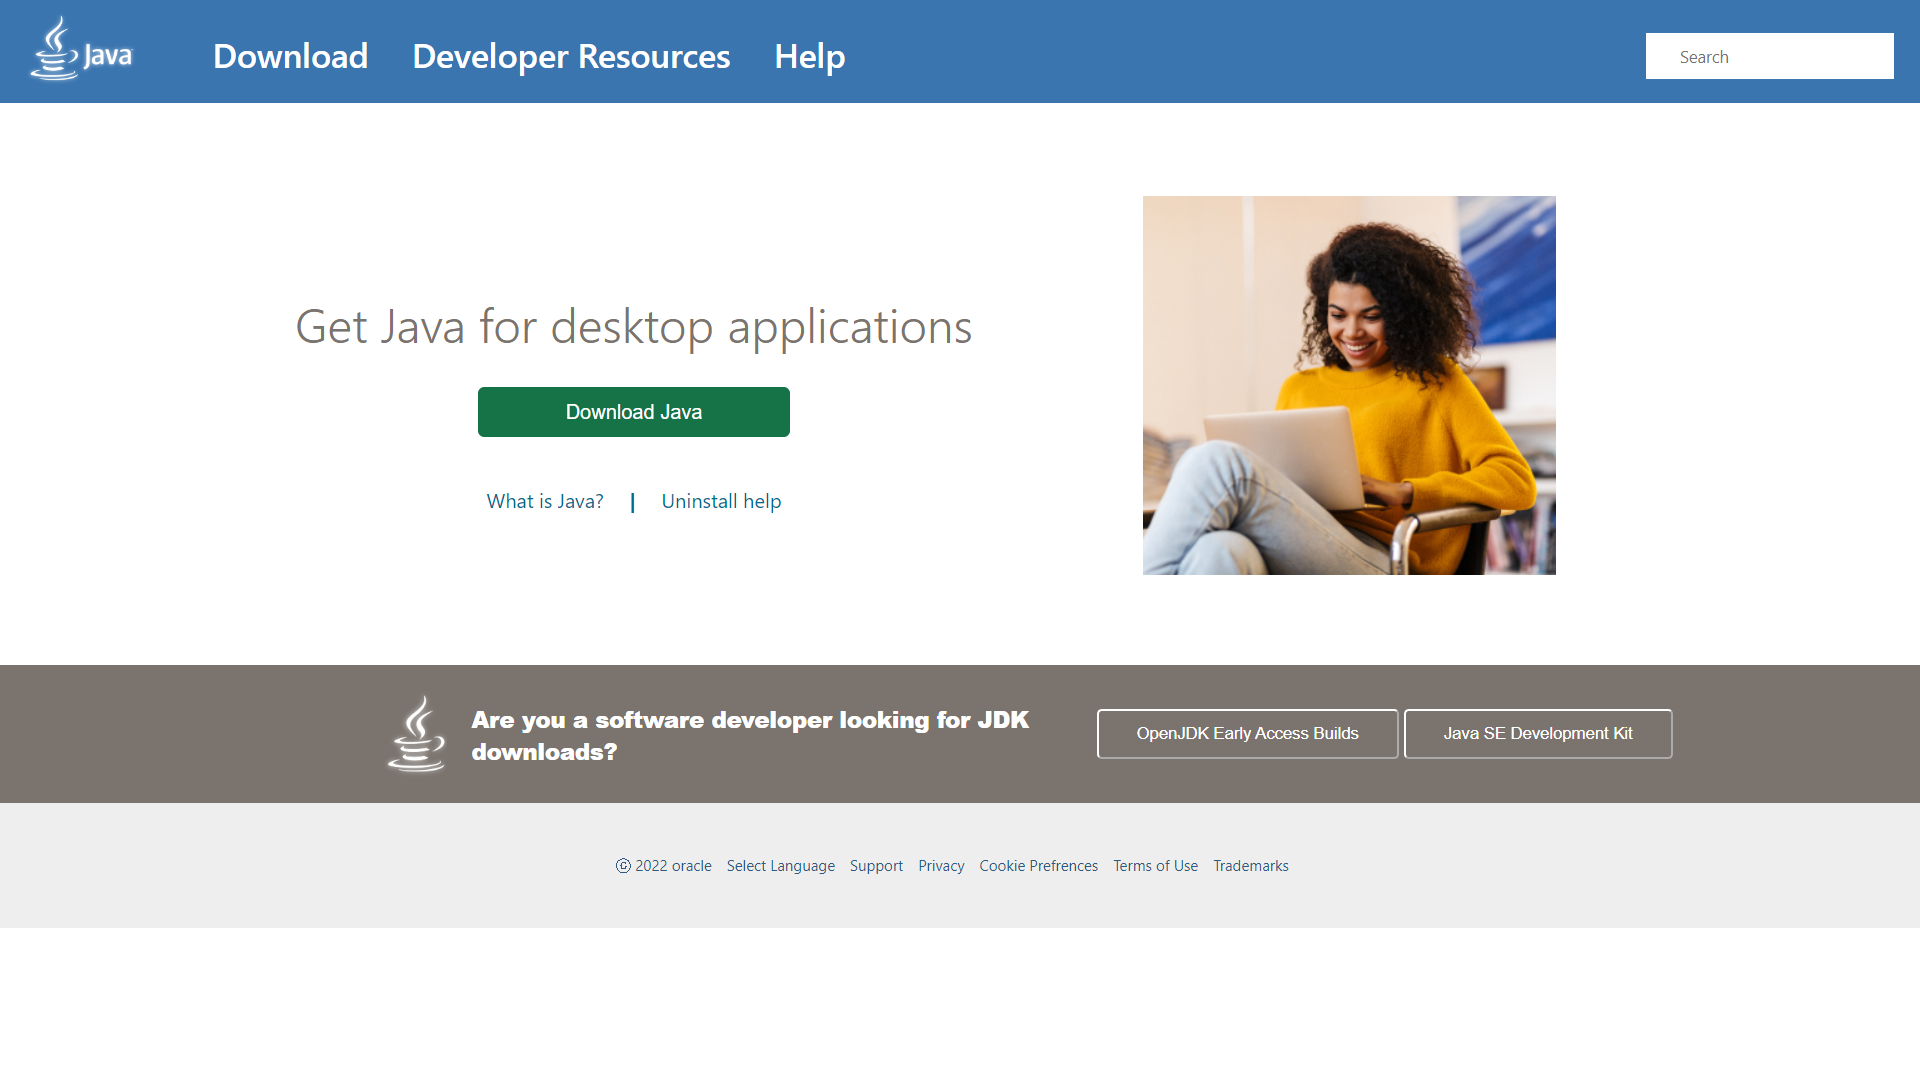 Java
Download
Developer Resources
Help
Search
Get Java for desktop applications
Download Java
What is Java? | Uninstall help
Are you a software developer looking for JDK
downloads?
OpenJDK Early Access Builds
Java SE Development Kit
© 2022 oracle Select Language Support Privacy Cookie Prefrences Terms of Use Trademarks